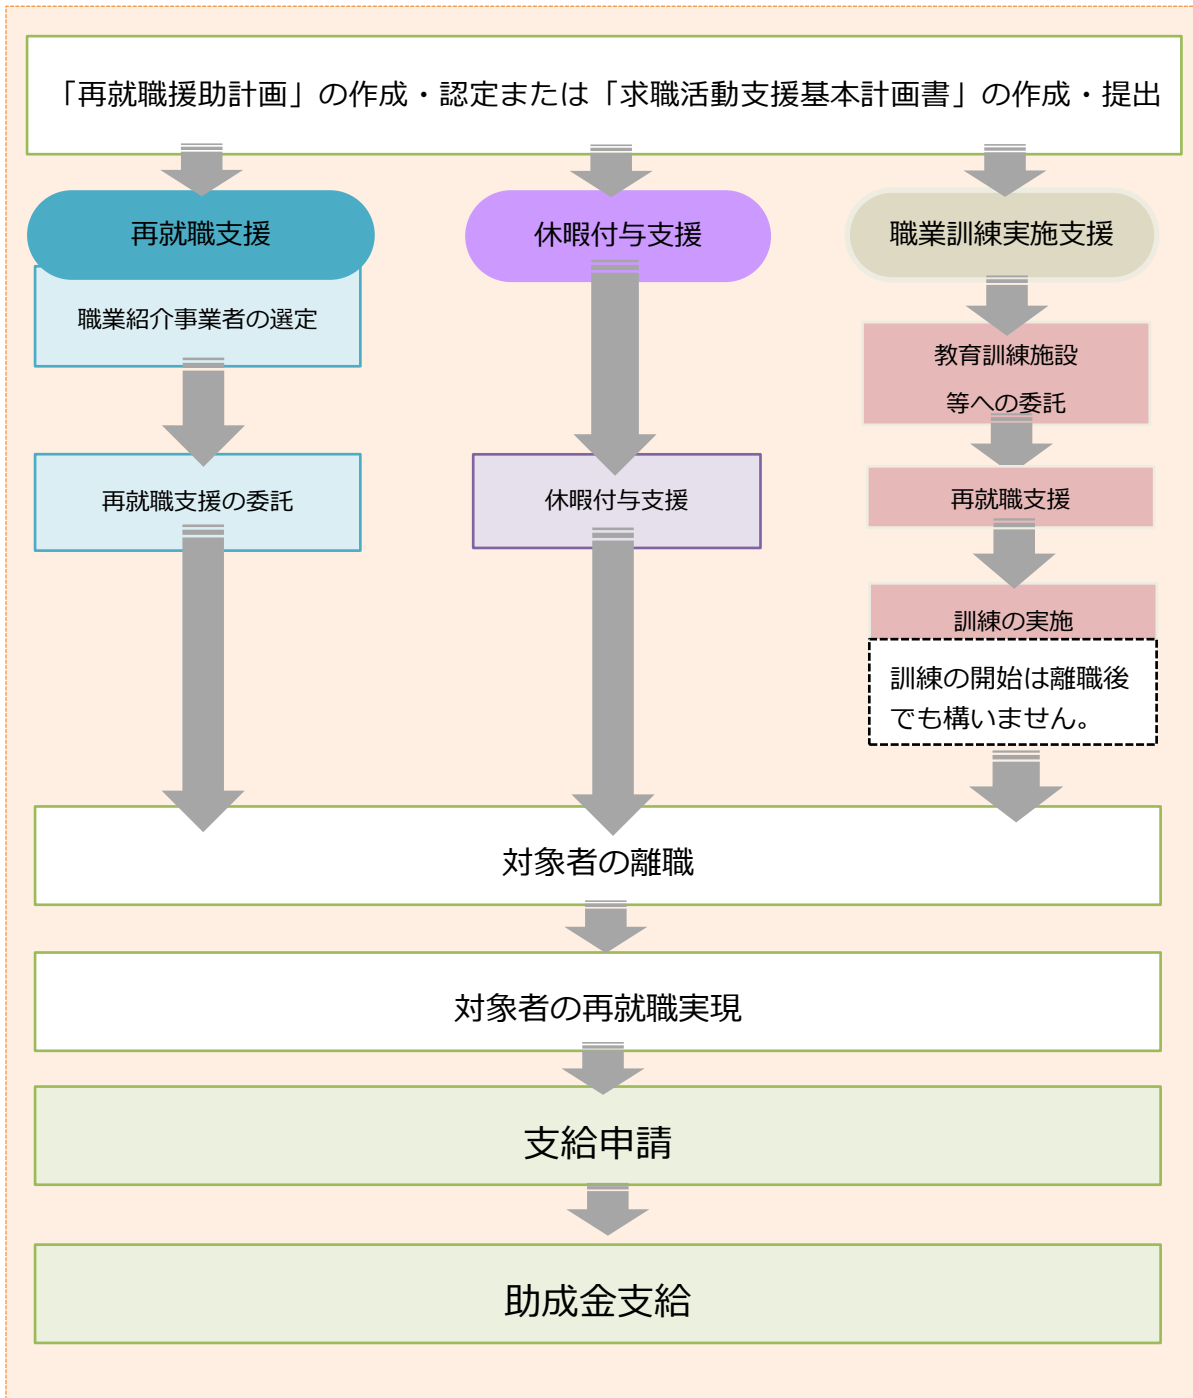 「再就職援助計画」の作成・認定または「求職活動支援基本計画書」の作成・提出
再就職支援
休暇付与支援
職業訓練実施支援
職業紹介事業者の選定
教育訓練施設
等への委託
再就職支援の委託
休暇付与支援
再就職支援
訓練の実施
訓練の開始は離職後
でも構いません。
対象者の離職
対象者の再就職実現
支給申請
助成金支給